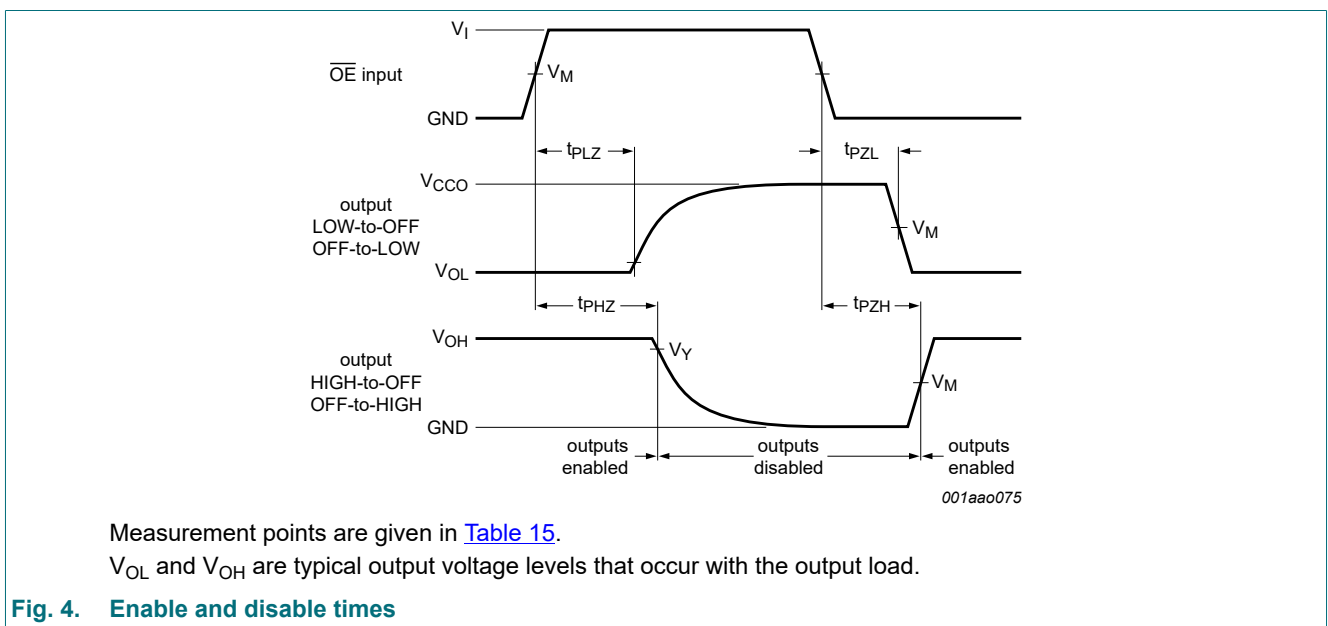 V_I
OE input
V_M
GND
t_PLZ
t_PZL
V_CCO
output
LOW-to-OFF
OFF-to-LOW
V_M
V_OL
t_PHZ
t_PZH
V_OH
output
HIGH-to-OFF
OFF-to-HIGH
V_Y
V_M
GND
outputs
enabled
outputs
disabled
outputs
enabled
001aao075
Measurement points are given in Table 15.
V_OL and V_OH are typical output voltage levels that occur with the output load.
Fig. 4. Enable and disable times